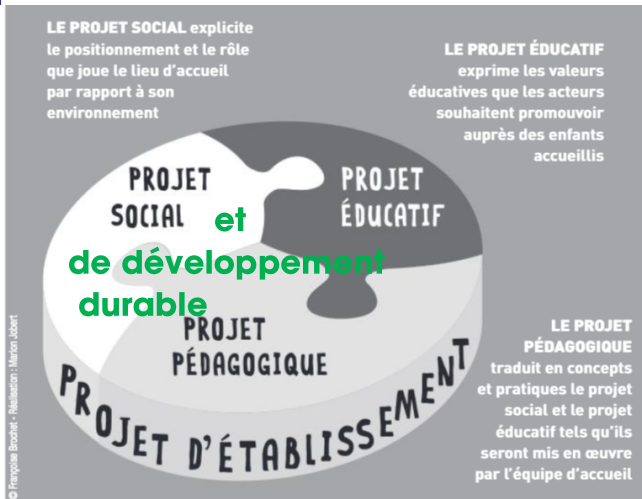 LE PROJET SOCIAL explicite
le positionnement et le rôle
que joue le lieu d'accueil
par rapport à son
environnement
LE PROJET ÉDUCATIF
exprime les valeurs
éducatives que les acteurs
souhaitent promouvoir
auprès des enfants
accueillis
PROJET
SOCIAL
et
de développement
durable
PROJET
ÉDUCATIF
PROJET
PÉDAGOGIQUE
PROJET D'ÉTABLISSEMENT
LE PROJET
PÉDAGOGIQUE
traduit en concepts
et pratiques le projet
social et le projet
éducatif tels qu'ils
seront mis en œuvre
par l'équipe d'accueil
© Françoise Brochet - Réalisation : Marion Jobert